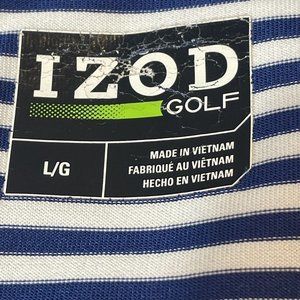 IZOD
GOLF
L/G
MADE IN VIETNAM
FABRIQUÉ AU VIÊTNAM
HECHO EN VIETNAM